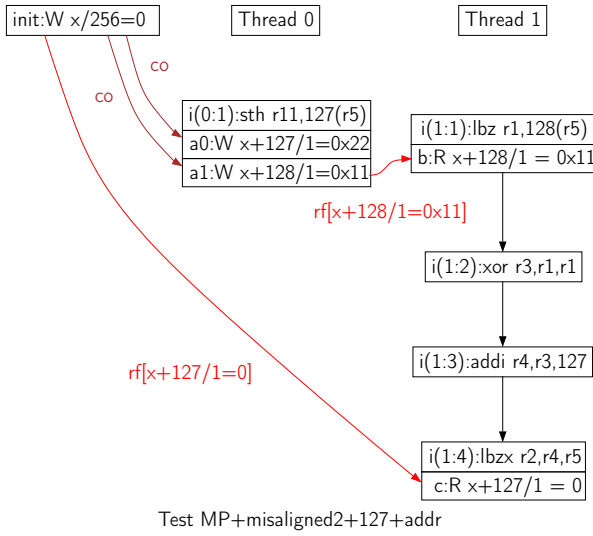 init:W x/256=0
Thread 0
Thread 1
co
co
i(0:1):sth r11,127(r5)
a0:W x+127/1=0x22
a1:W x+128/1=0x11
i(1:1):lbz r1,128(r5)
b:R x+128/1 = 0x11
rf[x+128/1=0x11]
i(1:2):xor r3,r1,r1
i(1:3):addi r4,r3,127
rf[x+127/1=0]
i(1:4):lbzx r2,r4,r5
c:R x+127/1 = 0
Test MP+misaligned2+127+addr